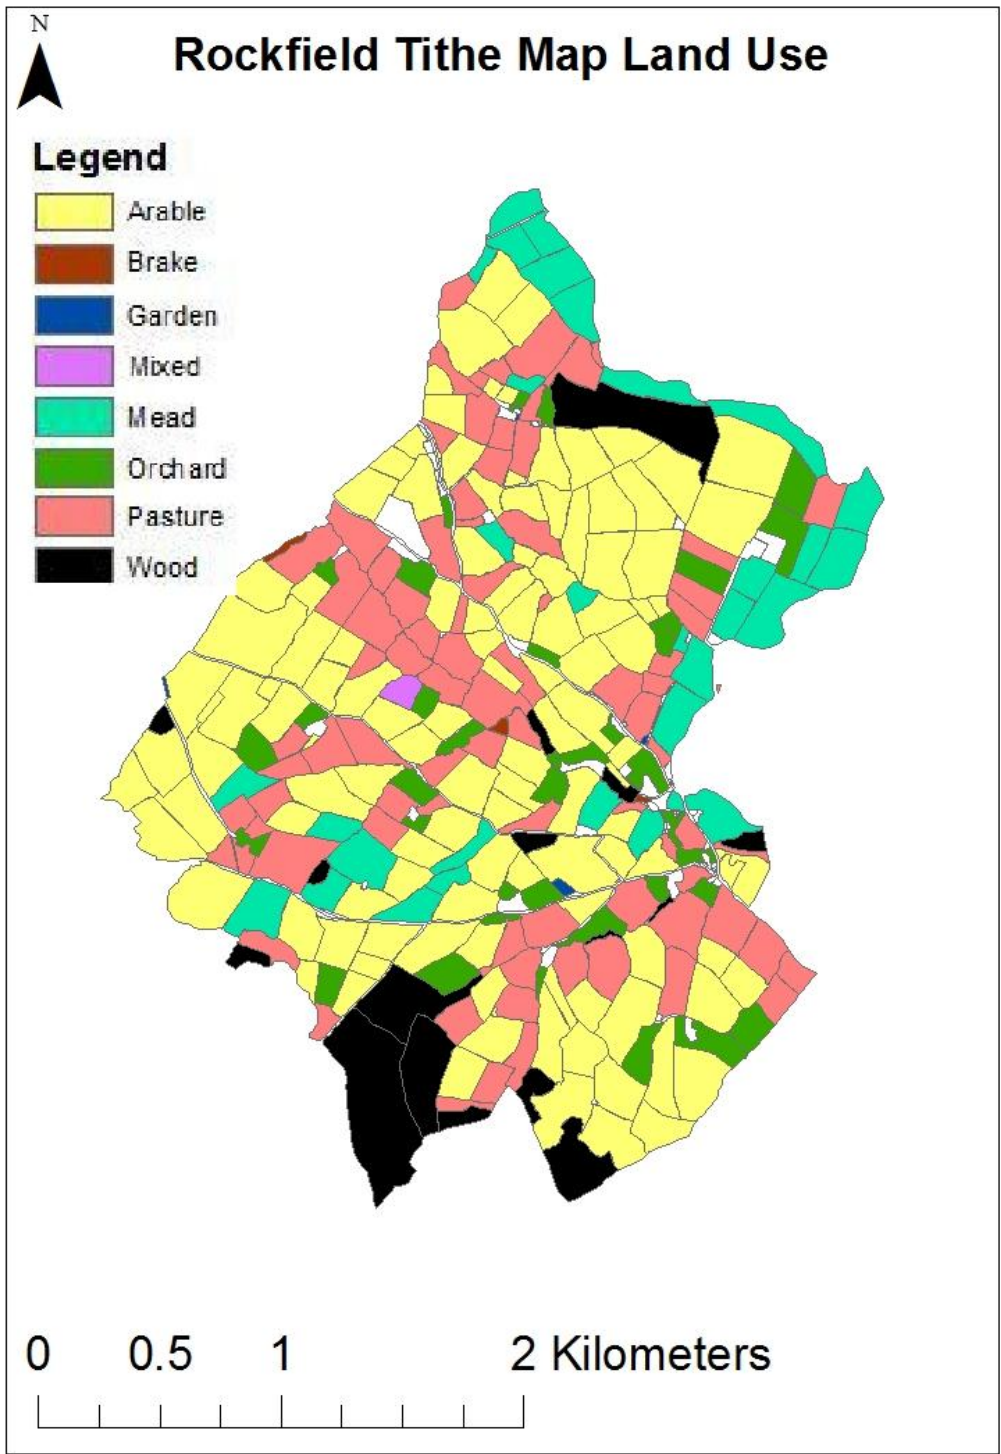 N
Rockfield Tithe Map Land Use
Legend
Arable
Brake
Garden
Mixed
Mead
Orchard
Pasture
Wood
0 0.5 1 2 Kilometers